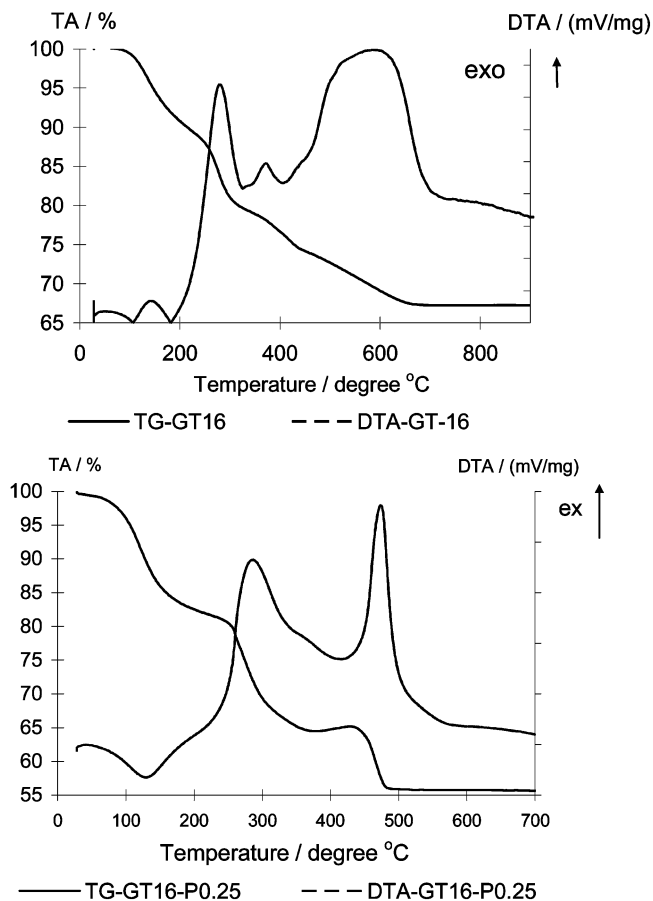 TA / %
DTA / (mV/mg)
exo
100
95
90
85
80
75
70
65
0 200 400 600 800
Temperature / degree °C
TG-GT16 DTA-GT-16
TA / %
DTA / (mV/mg)
ex
100
95
90
85
80
75
70
65
60
55
0 100 200 300 400 500 600 700
Temperature / degree °C
TG-GT16-P0.25 DTA-GT16-P0.25